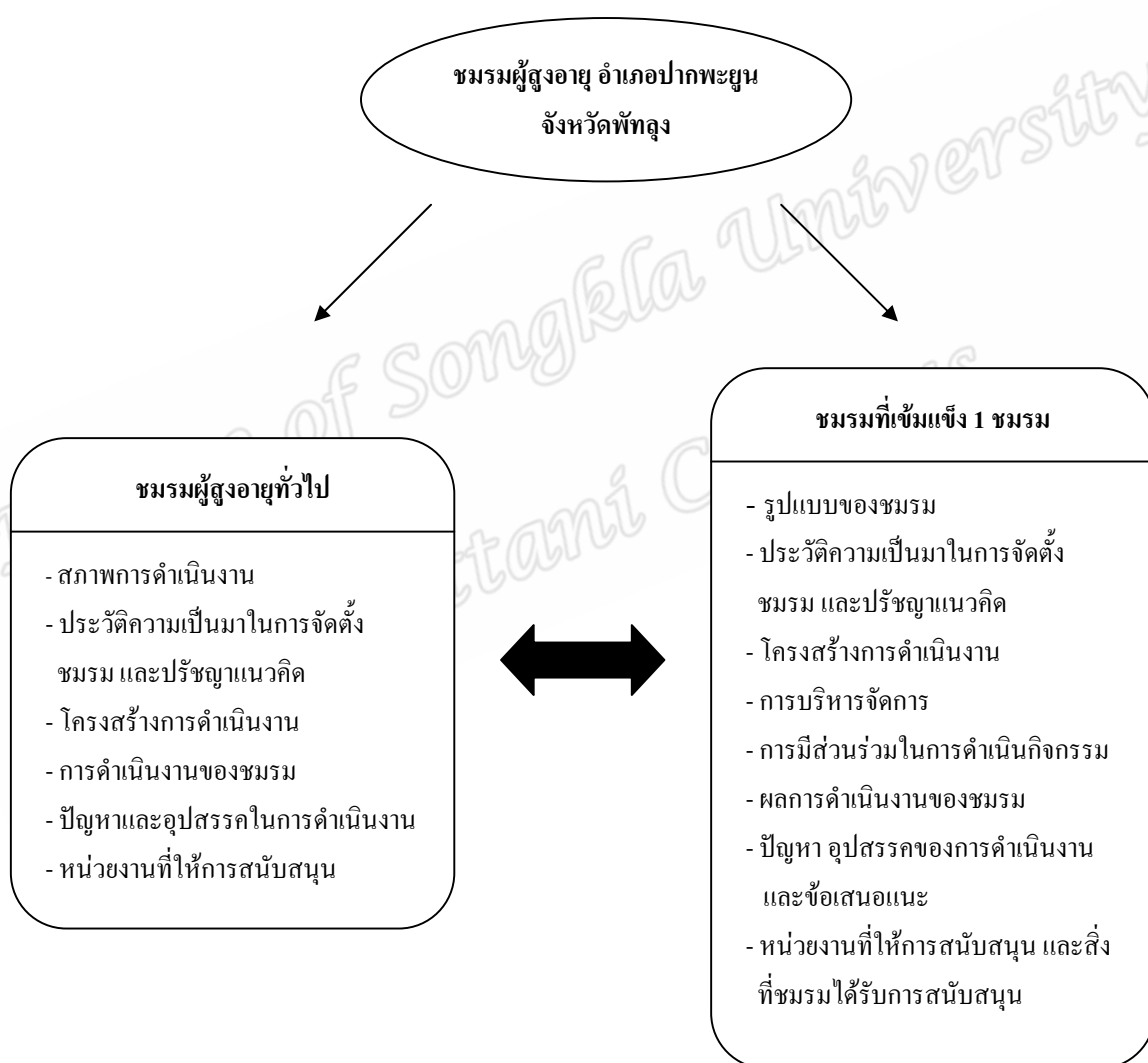 ชมรมผู้สูงอายุ อำเภอปากพะยูน
จังหวัดพัทลุง
ชมรมผู้สูงอายุทั่วไป
- สภาพการดำเนินงาน
- ประวัติความเป็นมาในการจัดตั้ง
ชมรม และปรัชญาแนวคิด
- โครงสร้างการดำเนินงาน
- การดำเนินงานของชมรม
- ปัญหาและอุปสรรคในการดำเนินงาน
- หน่วยงานที่ให้การสนับสนุน
ชมรมที่เข้มแข็ง 1 ชมรม
- รูปแบบของชมรม
- ประวัติความเป็นมาในการจัดตั้ง
ชมรม และปรัชญาแนวคิด
- โครงสร้างการดำเนินงาน
- การบริหารจัดการ
- การมีส่วนร่วมในการดำเนินกิจกรรม
- ผลการดำเนินงานของชมรม
- ปัญหา อุปสรรคของการดำเนินงาน
และข้อเสนอแนะ
- หน่วยงานที่ให้การสนับสนุน และสิ่ง
ที่ชมรมได้รับการสนับสนุน
of Songkla University